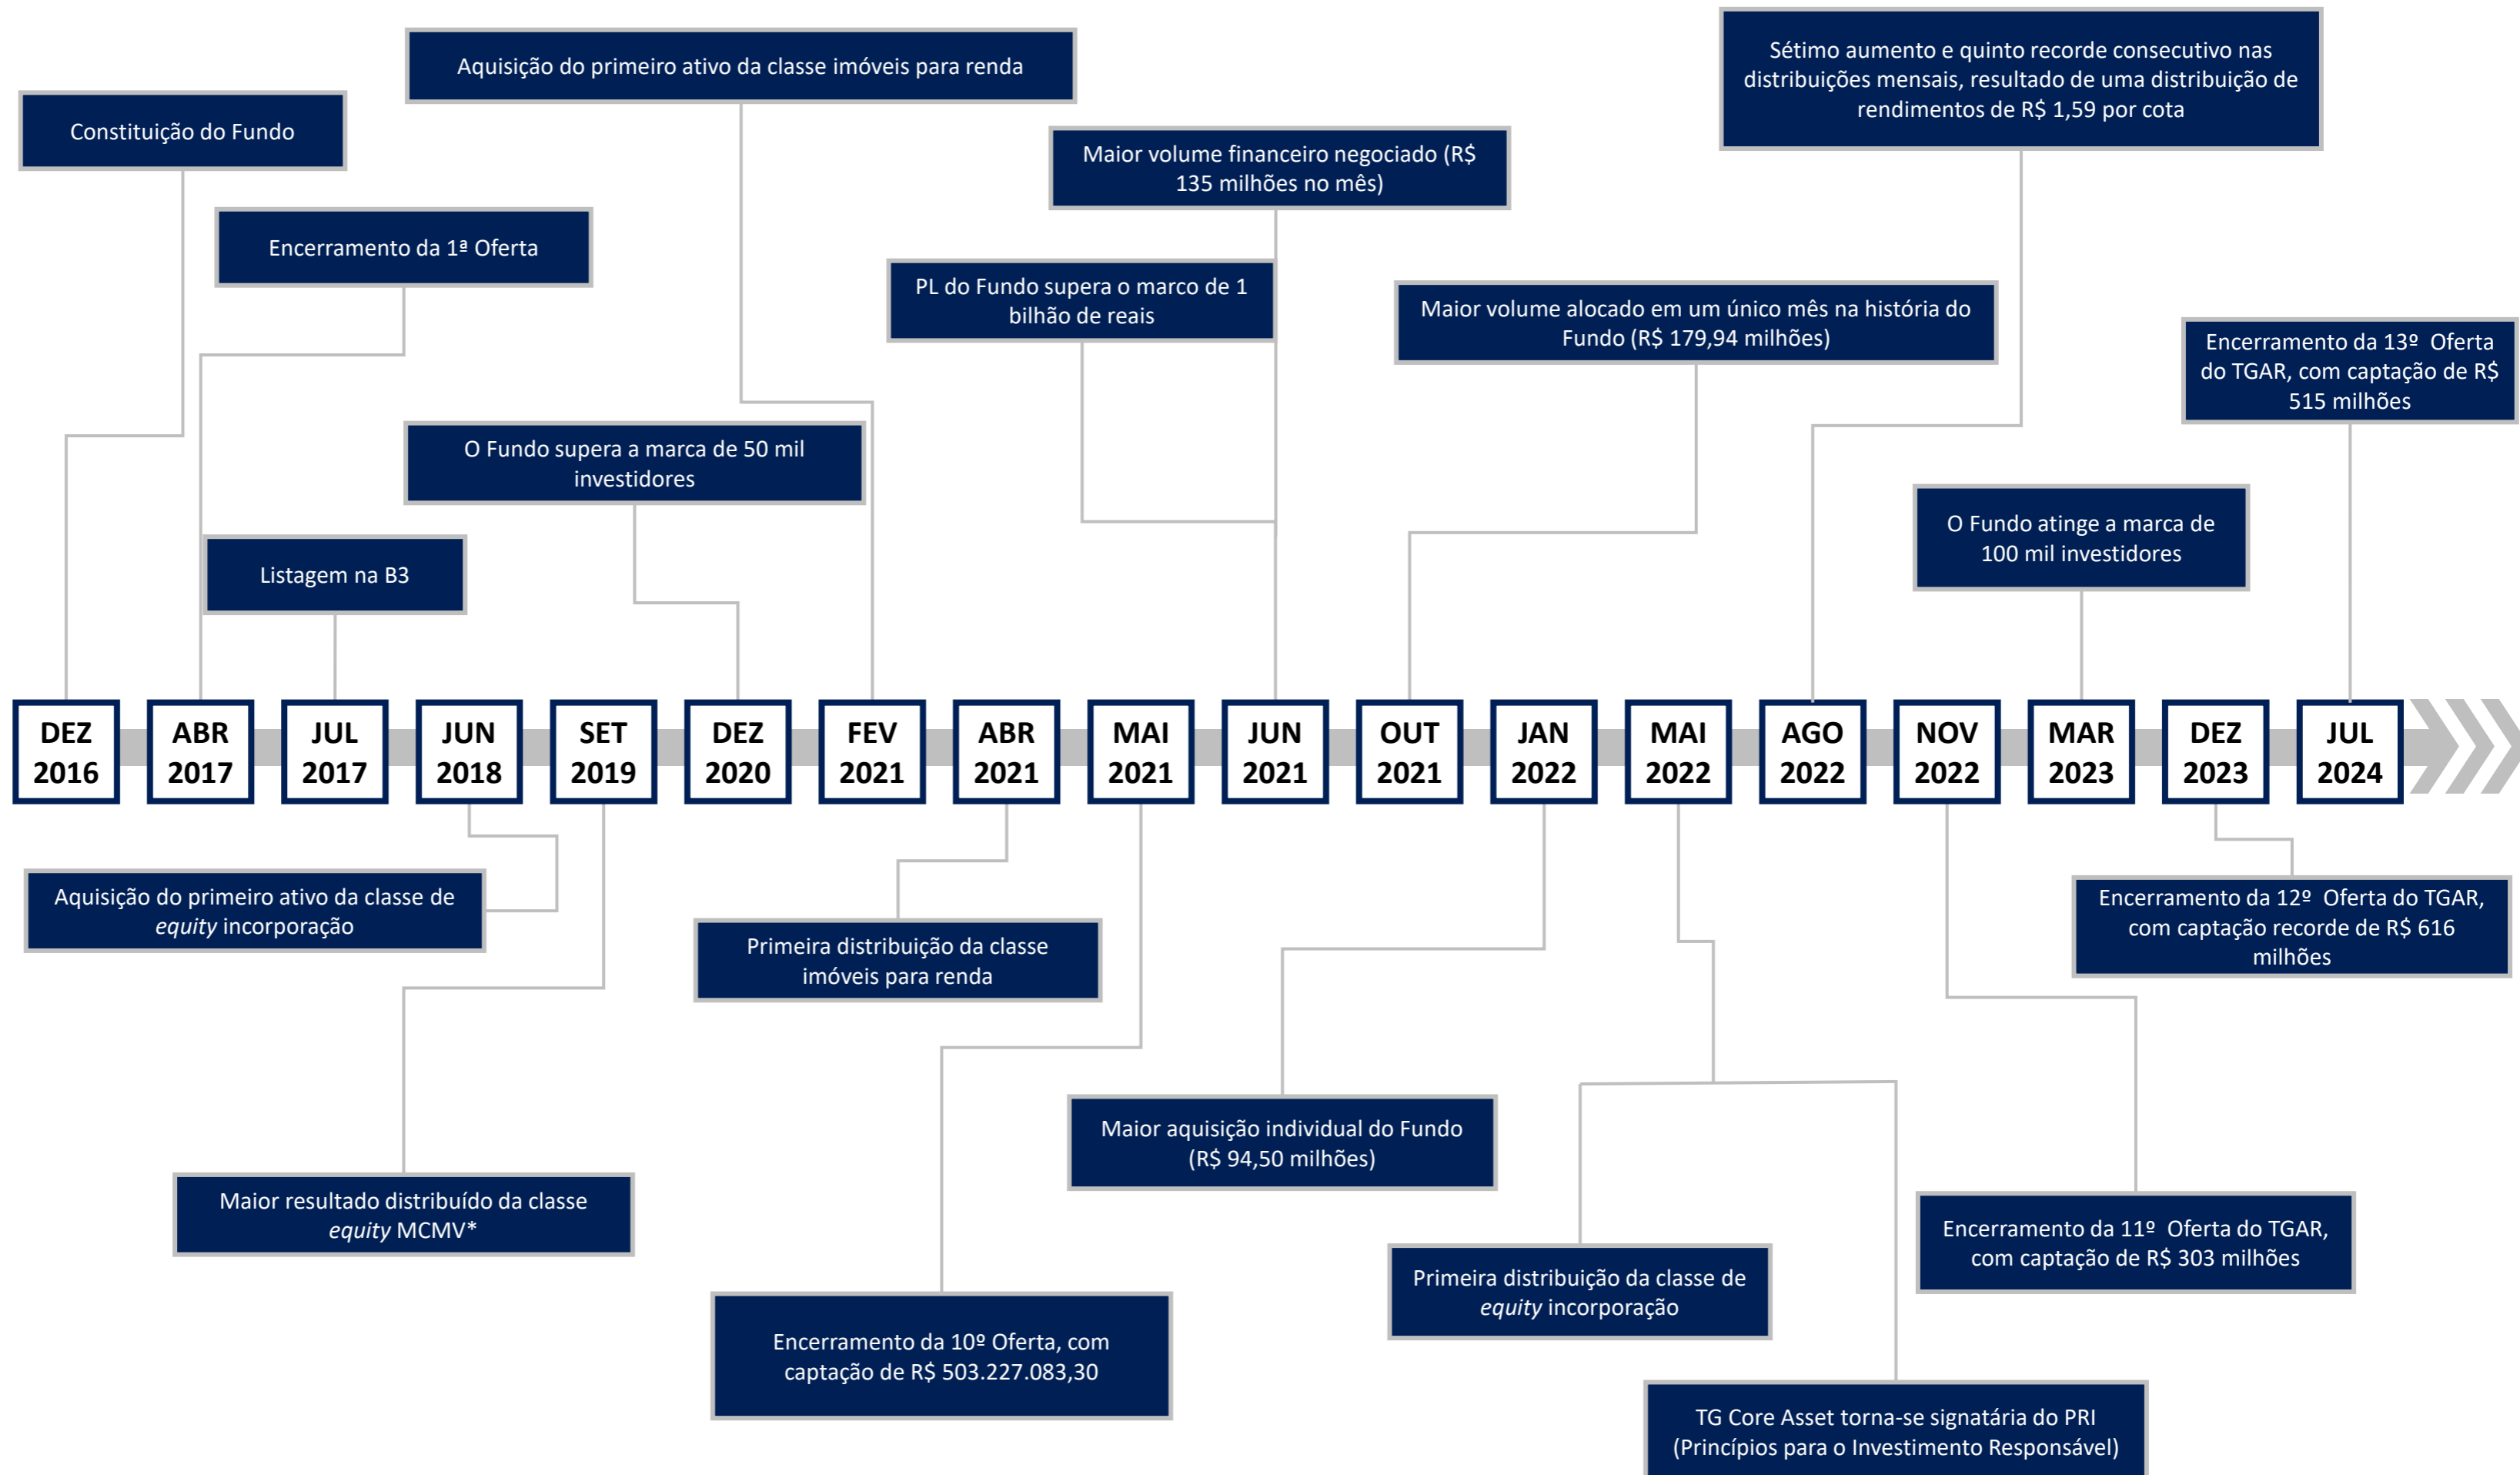 Aquisição do primeiro ativo da classe imóveis para renda
Sétimo aumento e quinto recorde consecutivo nas
distribuições mensais, resultado de uma distribuição de
rendimentos de R$ 1,59 por cota
Constituição do Fundo
Maior volume financeiro negociado (R$
135 milhões no mês)
Encerramento da 1ª Oferta
PL do Fundo supera o marco de 1
bilhão de reais
Maior volume alocado em um único mês na história do
Fundo (R$ 179,94 milhões)
Encerramento da 13º Oferta
do TGAR, com captação de R$
515 milhões
O Fundo supera a marca de 50 mil
investidores
O Fundo atinge a marca de
100 mil investidores
Listagem na B3
DEZ
2016
ABR
2017
JUL
2017
JUN
2018
SET
2019
DEZ
2020
FEV
2021
ABR
2021
MAI
2021
JUN
2021
OUT
2021
JAN
2022
MAI
2022
AGO
2022
NOV
2022
MAR
2023
DEZ
2023
JUL
2024
Aquisição do primeiro ativo da classe de
equity incorporação
Primeira distribuição da classe
imóveis para renda
Encerramento da 12º Oferta do TGAR,
com captação recorde de R$ 616
milhões
Maior aquisição individual do Fundo
(R$ 94,50 milhões)
Maior resultado distribuído da classe
equity MCMV*
Encerramento da 11º Oferta do TGAR,
com captação de R$ 303 milhões
Primeira distribuição da classe de
equity incorporação
Encerramento da 10º Oferta, com
captação de R$ 503.227.083,30
TG Core Asset torna-se signatária do PRI
(Princípios para o Investimento Responsável)